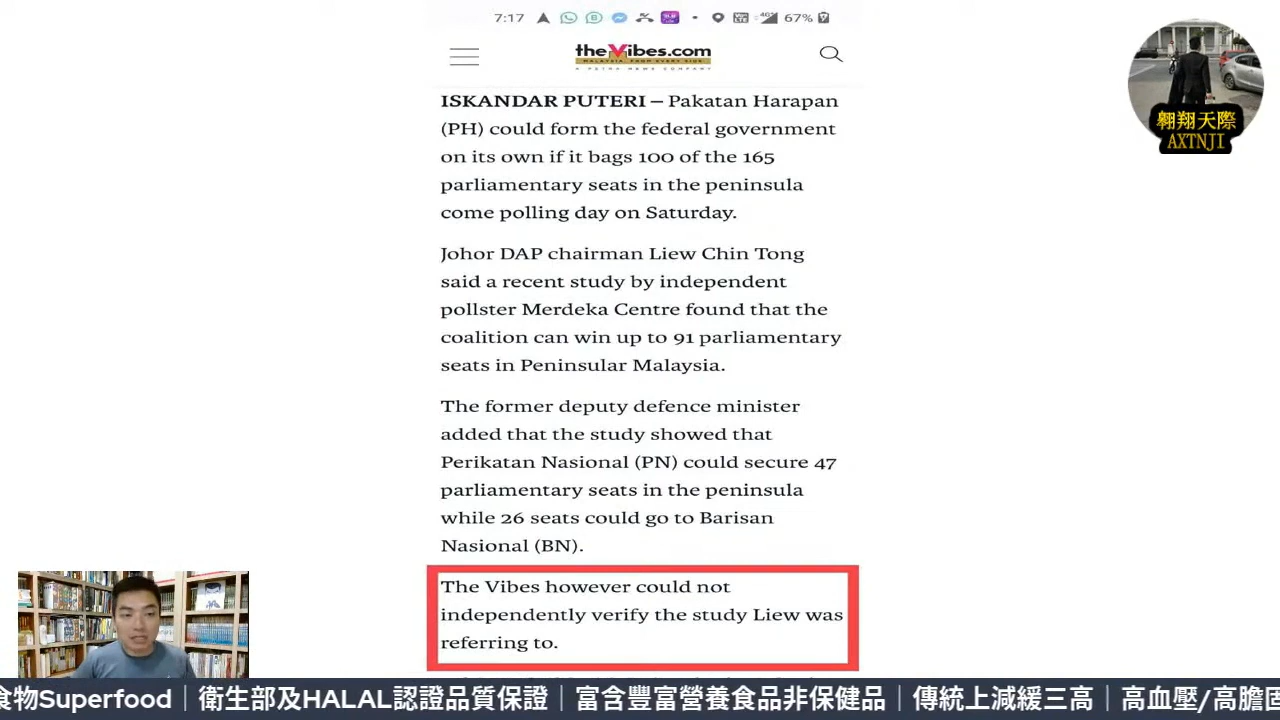 7:17
67%
theVibes.com
MALAYSIA, FROM EVERY SIDE
A PETRA NEWS COMPANY
翱翔天際
AXTNJI
ISKANDAR PUTERI – Pakatan Harapan
(PH) could form the federal government
on its own if it bags 100 of the 165
parliamentary seats in the peninsula
come polling day on Saturday.
Johor DAP chairman Liew Chin Tong
said a recent study by independent
pollster Merdeka Centre found that the
coalition can win up to 91 parliamentary
seats in Peninsular Malaysia.
The former deputy defence minister
added that the study showed that
Perikatan Nasional (PN) could secure 47
parliamentary seats in the peninsula
while 26 seats could go to Barisan
Nasional (BN).
The Vibes however could not
independently verify the study Liew was
referring to.
食物Superfood｜衛生部及HALAL認證品質保證｜富含豐富營養食品非保健品｜傳統上減緩三高｜高血壓/高膽固